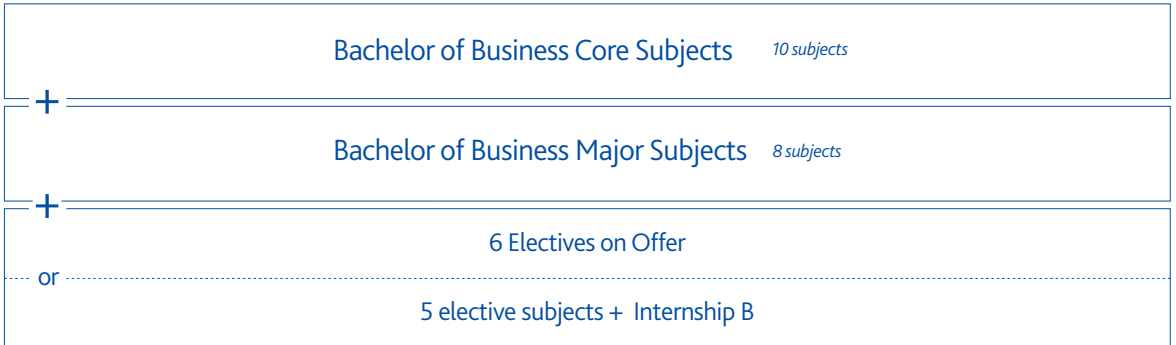 Bachelor of Business Core Subjects 10 subjects
+
Bachelor of Business Major Subjects 8 subjects
+
6 Electives on Offer
or
5 elective subjects + Internship B